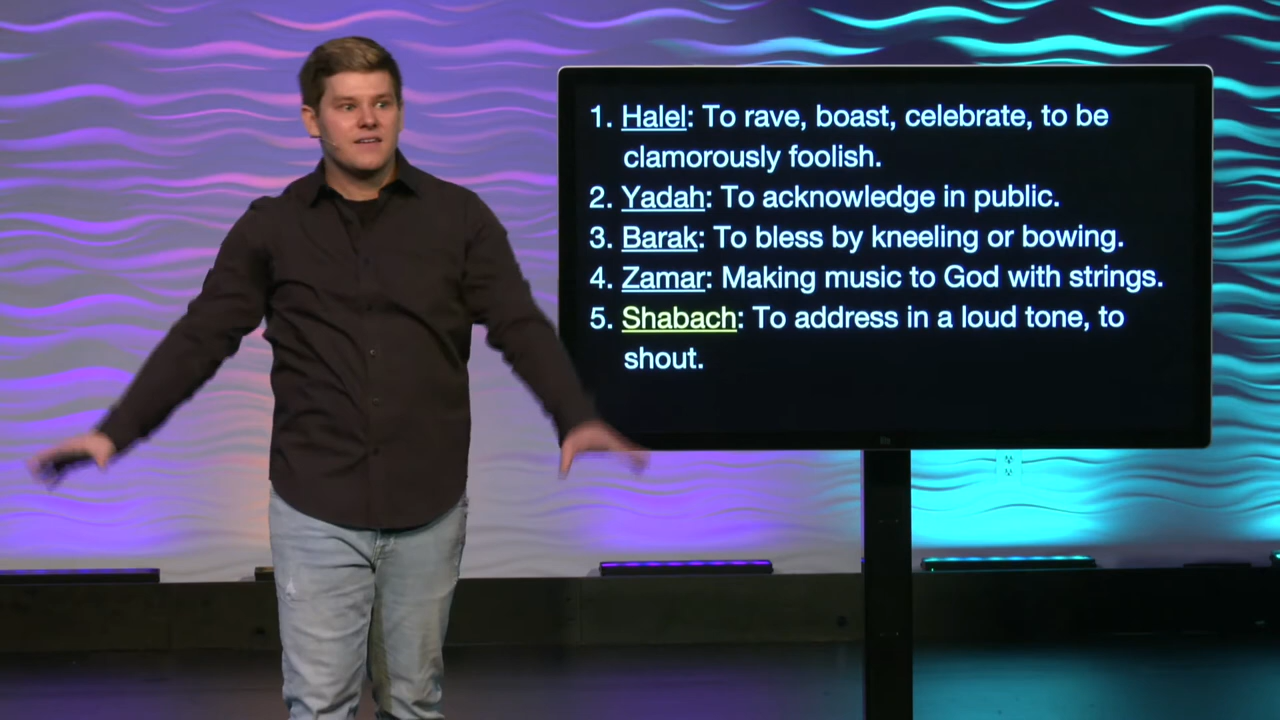 1. Halel: To rave, boast, celebrate, to be
clamorously foolish.
2. Yadah: To acknowledge in public.
3. Barak: To bless by kneeling or bowing.
4. Zamar: Making music to God with strings.
5. Shabach: To address in a loud tone, to
shout.